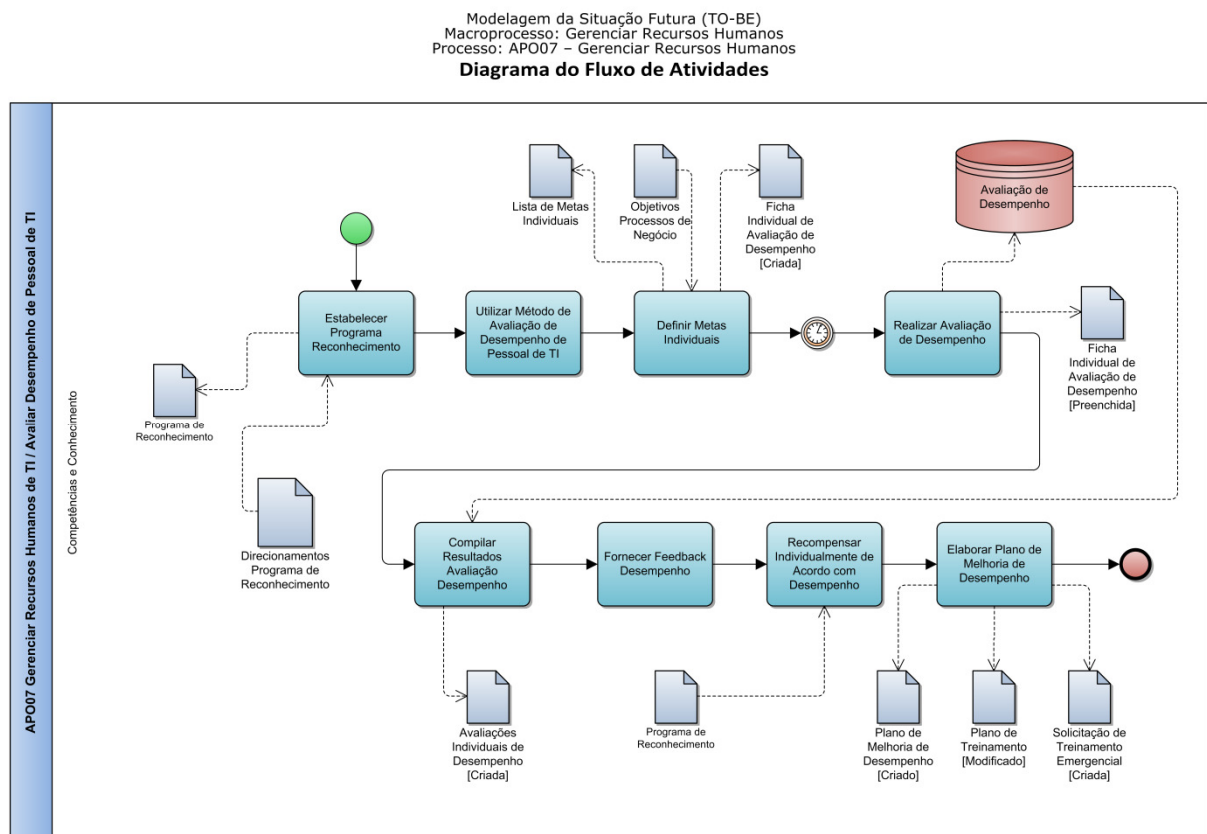 Modelagem da Situação Futura (TO-BE)
Macroprocesso: Gerenciar Recursos Humanos
Processo: APO07 – Gerenciar Recursos Humanos
Diagrama do Fluxo de Atividades
APO07 Gerenciar Recursos Humanos de TI / Avaliar Desempenho de Pessoal de TI
Competências e Conhecimento
Lista de Metas
Individuais
Objetivos
Processos de
Negócio
Ficha
Individual de
Avaliação de
Desempenho
[Criada]
Avaliação de
Desempenho
Estabelecer
Programa
Reconhecimento
Utilizar Método de
Avaliação de
Desempenho de
Pessoal de TI
Definir Metas
Individuais
Realizar Avaliação
de Desempenho
Ficha
Individual de
Avaliação de
Desempenho
[Preenchida]
Programa de
Reconhecimento
Direcionamentos
Programa de
Reconhecimento
Compilar
Resultados
Avaliação
Desempenho
Fornecer Feedback
Desempenho
Recompensar
Individualmente de
Acordo com
Desempenho
Elaborar Plano de
Melhoria de
Desempenho
Avaliações
Individuais de
Desempenho
[Criada]
Programa de
Reconhecimento
Plano de
Melhoria de
Desempenho
[Criado]
Plano de
Treinamento
[Modificado]
Solicitação de
Treinamento
Emergencial
[Criada]